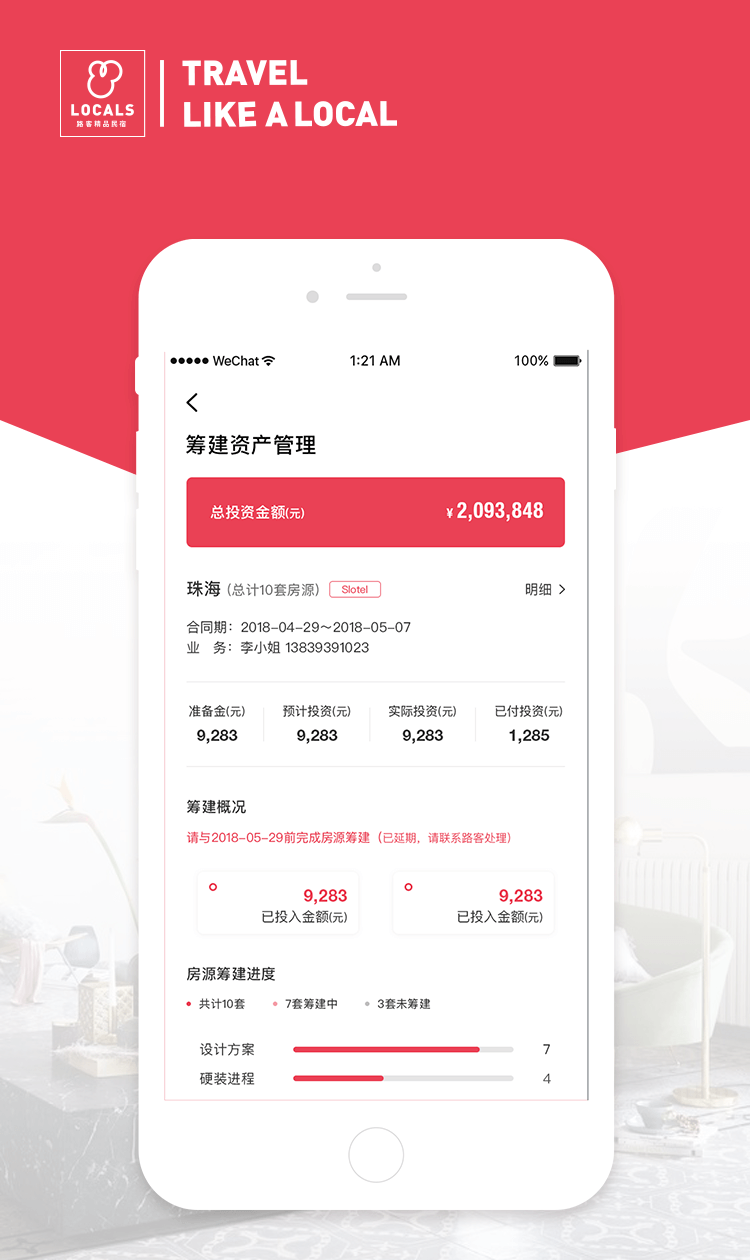 LOCALS
路客精品民宿
TRAVEL
LIKE A LOCAL
WeChat 1:21 AM 100%
筹建资产管理
总投资金额(元) ¥ 2,093,848
珠海 (总计10套房源) Slotel 明细
合同期：2018-04-29～2018-05-07
业 务：李小姐 13839391023
准备金(元) 预计投资(元) 实际投资(元) 已付投资(元)
9,283 9,283 9,283 1,285
筹建概况
请与2018-05-29前完成房源筹建（已延期，请联系路客处理）
9,283 9,283
已投入金额(元) 已投入金额(元)
房源筹建进度
共计10套 7套筹建中 3套未筹建
设计方案 7
硬装进程 4